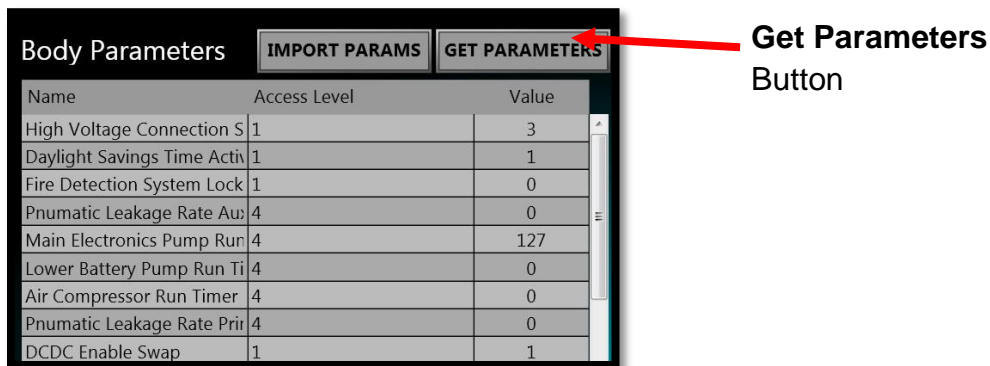 Body Parameters IMPORT PARAMS GET PARAMETERS
Get Parameters
Button
Name Access Level Value
High Voltage Connection S 1 3
Daylight Savings Time Activ 1 1
Fire Detection System Lock 1 0
Pnumatic Leakage Rate Aux 4 0
Main Electronics Pump Run 4 127
Lower Battery Pump Run Ti 4 0
Air Compressor Run Timer 4 0
Pnumatic Leakage Rate Prir 4 0
DCDC Enable Swap 1 1